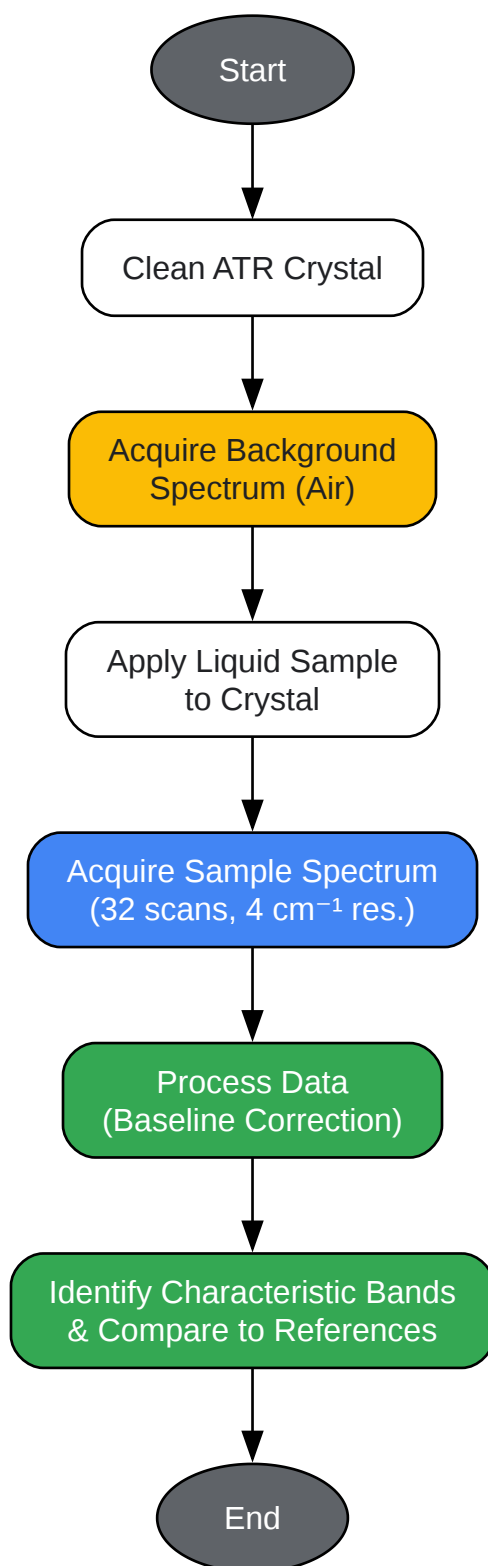 Start
Clean ATR Crystal
Acquire Background
Spectrum (Air)
Apply Liquid Sample
to Crystal
Acquire Sample Spectrum
(32 scans, 4 cm⁻¹ res.)
Process Data
(Baseline Correction)
Identify Characteristic Bands
& Compare to References
End